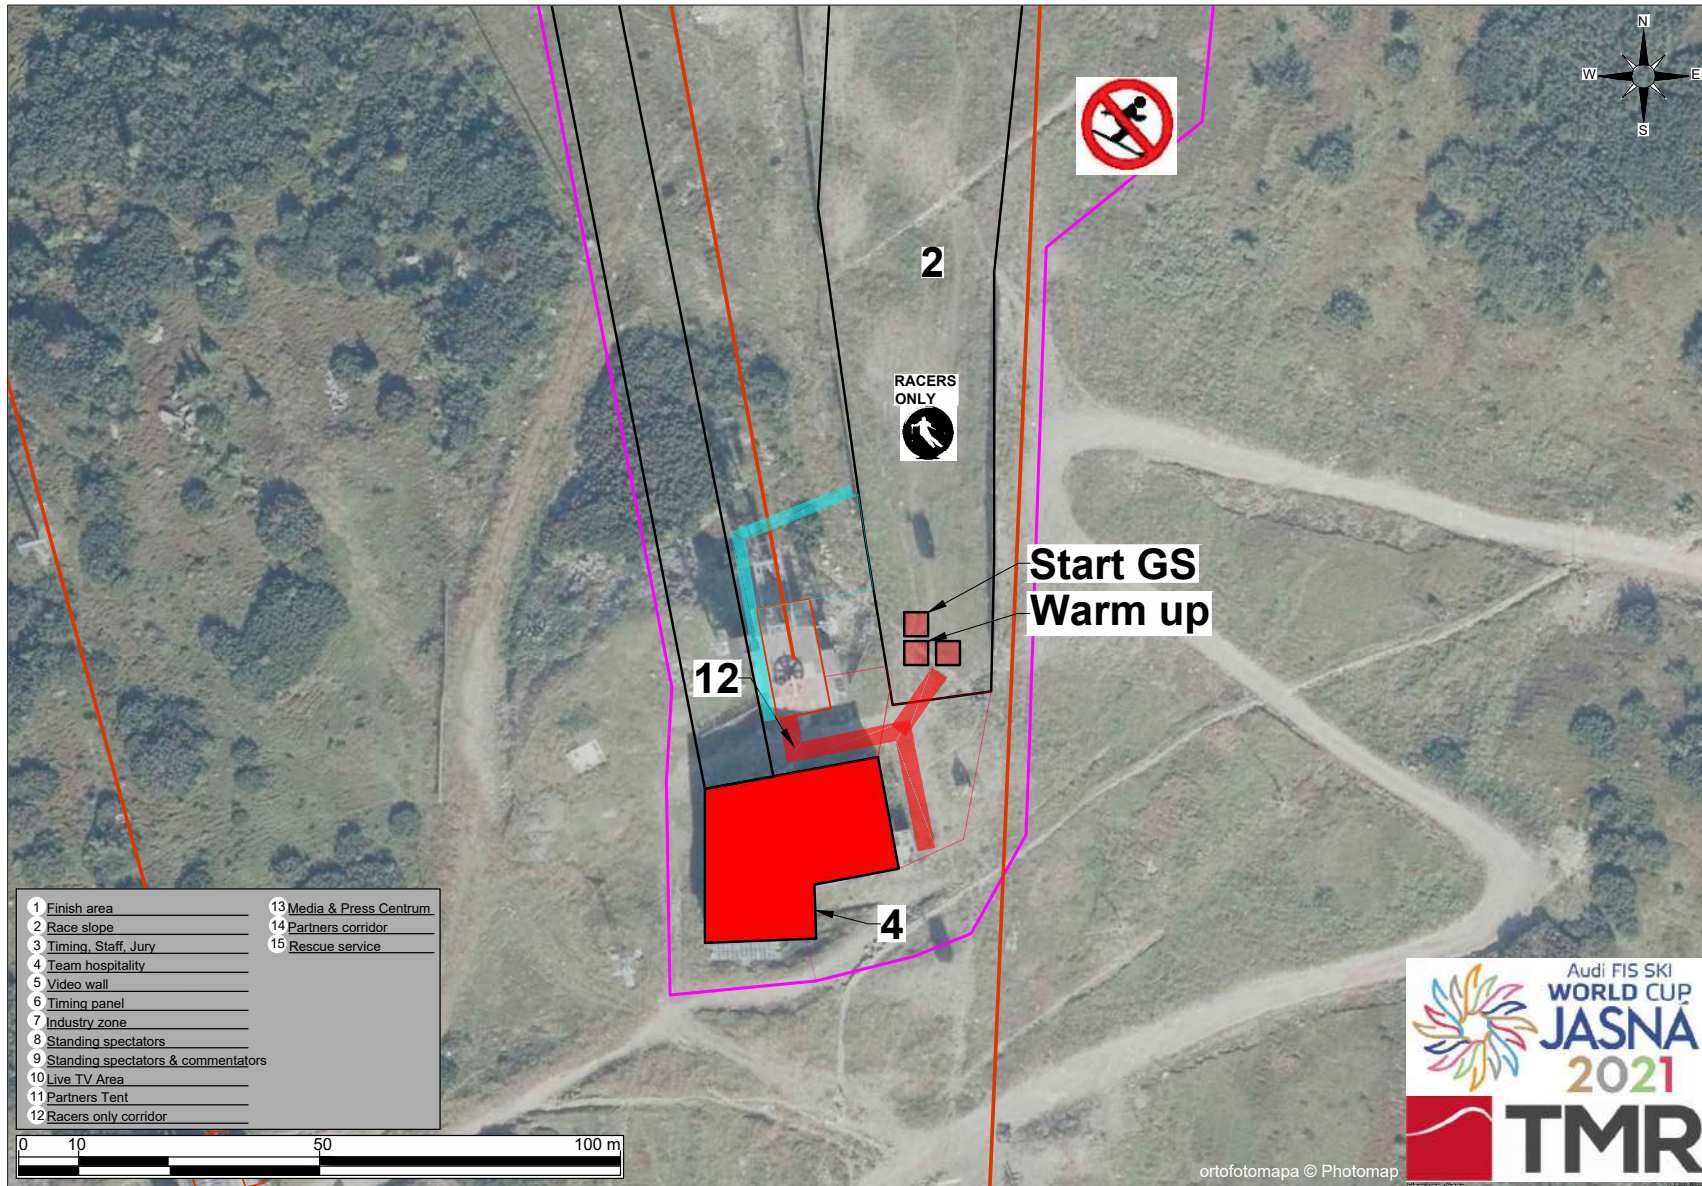 N
W E
S
2
RACERS
ONLY
Start GS
Warm up
12
4
1 Finish area
2 Race slope
3 Timing, Staff, Jury
4 Team hospitality
5 Video wall
6 Timing panel
7 Industry zone
8 Standing spectators
9 Standing spectators & commentators
10 Live TV Area
11 Partners Tent
12 Racers only corridor
13 Media & Press Centrum
14 Partners corridor
15 Rescue service
0 10 50 100 m
ortofotomapa © Photomap
Audi FIS SKI
WORLD CUP
JASNÁ
2021
TMR